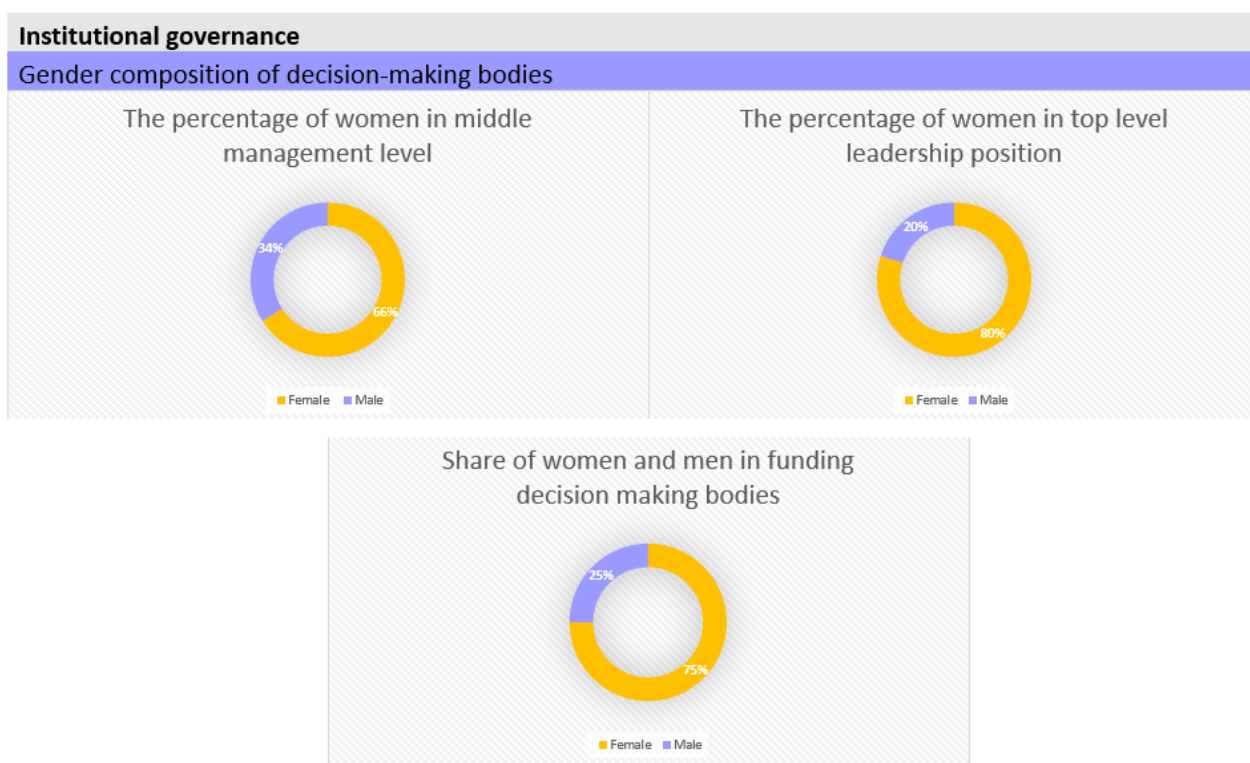 Institutional governance
Gender composition of decision-making bodies
The percentage of women in middle
management level
34%
66%
Female Male
The percentage of women in top level
leadership position
20%
80%
Female Male
Share of women and men in funding
decision making bodies
25%
75%
Female Male